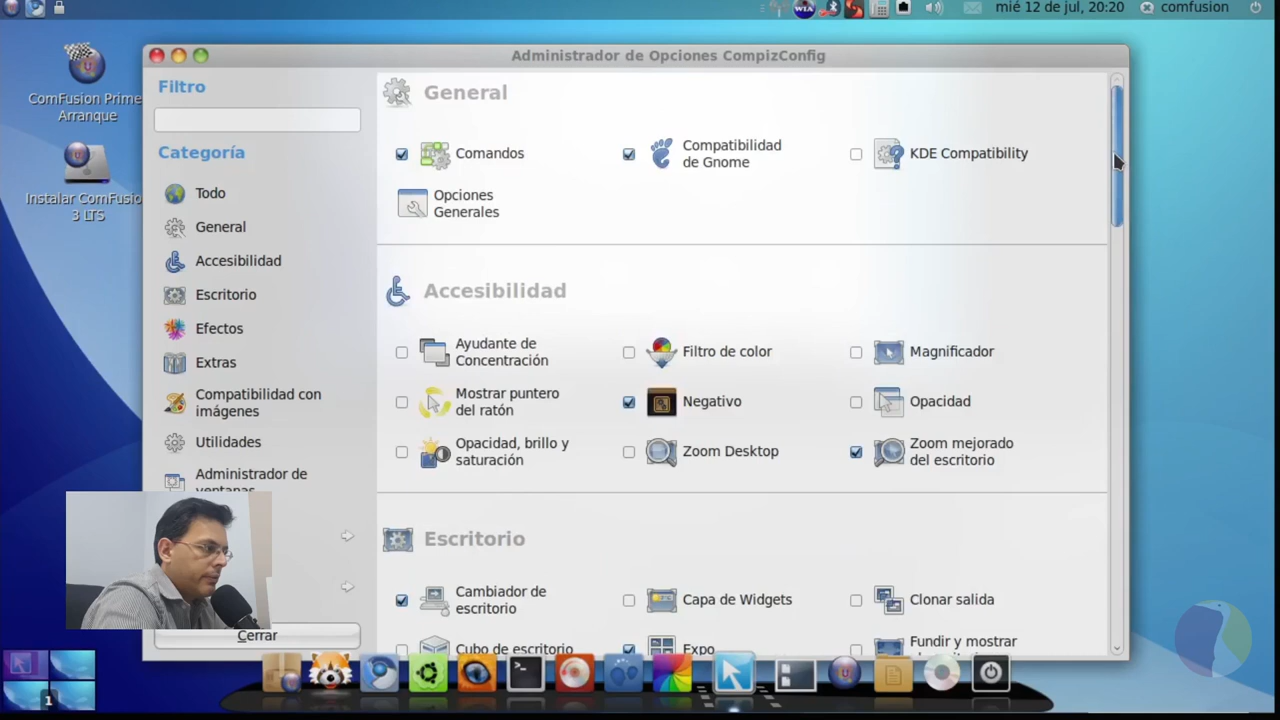 mié 12 de jul, 20:20
comfusion
ComFusion Prime
Arranque
Instalar ComFusio
3 LTS
Administrador de Opciones CompizConfig
Filtro
Categoría
Todo
General
Accesibilidad
Escritorio
Efectos
Extras
Compatibilidad con
imágenes
Utilidades
Administrador de
ventanas
Cerrar
General
Comandos
Compatibilidad
de Gnome
KDE Compatibility
Opciones
Generales
Accesibilidad
Ayudante de
Concentración
Filtro de color
Magnificador
Mostrar puntero
del ratón
Negativo
Opacidad
Opacidad, brillo y
saturación
Zoom Desktop
Zoom mejorado
del escritorio
Escritorio
Cambiador de
escritorio
Capa de Widgets
Clonar salida
Cubo de escritorio
Expo
Fundir y mostrar
1